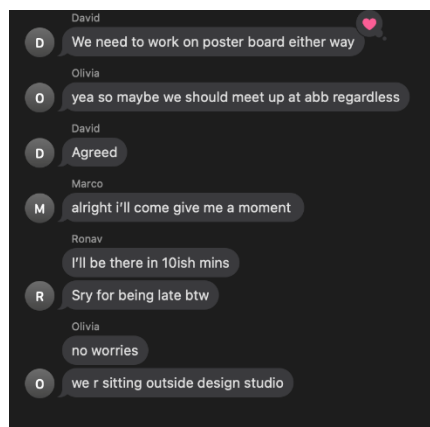 David
We need to work on poster board either way
D
Olivia
yea so maybe we should meet up at abb regardless
O
David
Agreed
D
Marco
alright i'll come give me a moment
M
Ronav
I'll be there in 10ish mins
Sry for being late btw
R
Olivia
no worries
we r sitting outside design studio
O